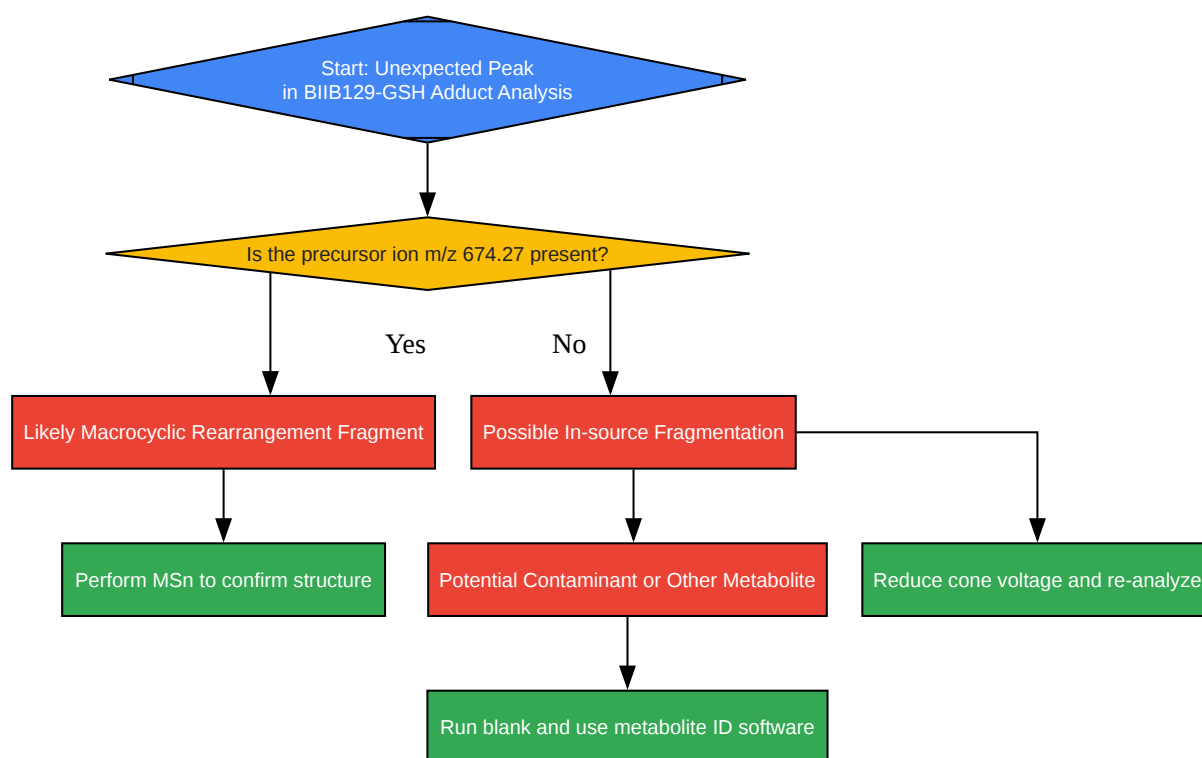 Start: Unexpected Peak
in BIIB129-GSH Adduct Analysis
Is the precursor ion m/z 674.27 present?
Yes
No
Likely Macrocyclic Rearrangement Fragment
Possible In-source Fragmentation
Perform MSn to confirm structure
Potential Contaminant or Other Metabolite
Reduce cone voltage and re-analyze
Run blank and use metabolite ID software